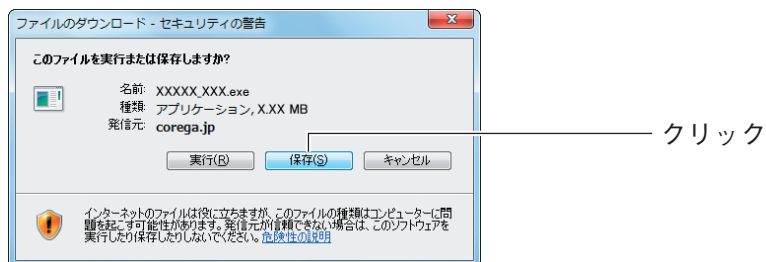 ファイルのダウンロード - セキュリティの警告
このファイルを実行または保存しますか?
名前: XXXXX_XXX.exe
種類: アプリケーション, X.XX MB
発信元: corega.jp
実行(R) 保存(S) キャンセル
クリック
インターネットのファイルは役に立ちますが、このファイルの種類はコンピューターに問
題を起こす可能性があります。発信元が信頼できない場合は、このソフトウェアを
実行したり保存したりしないでください。危険性の説明